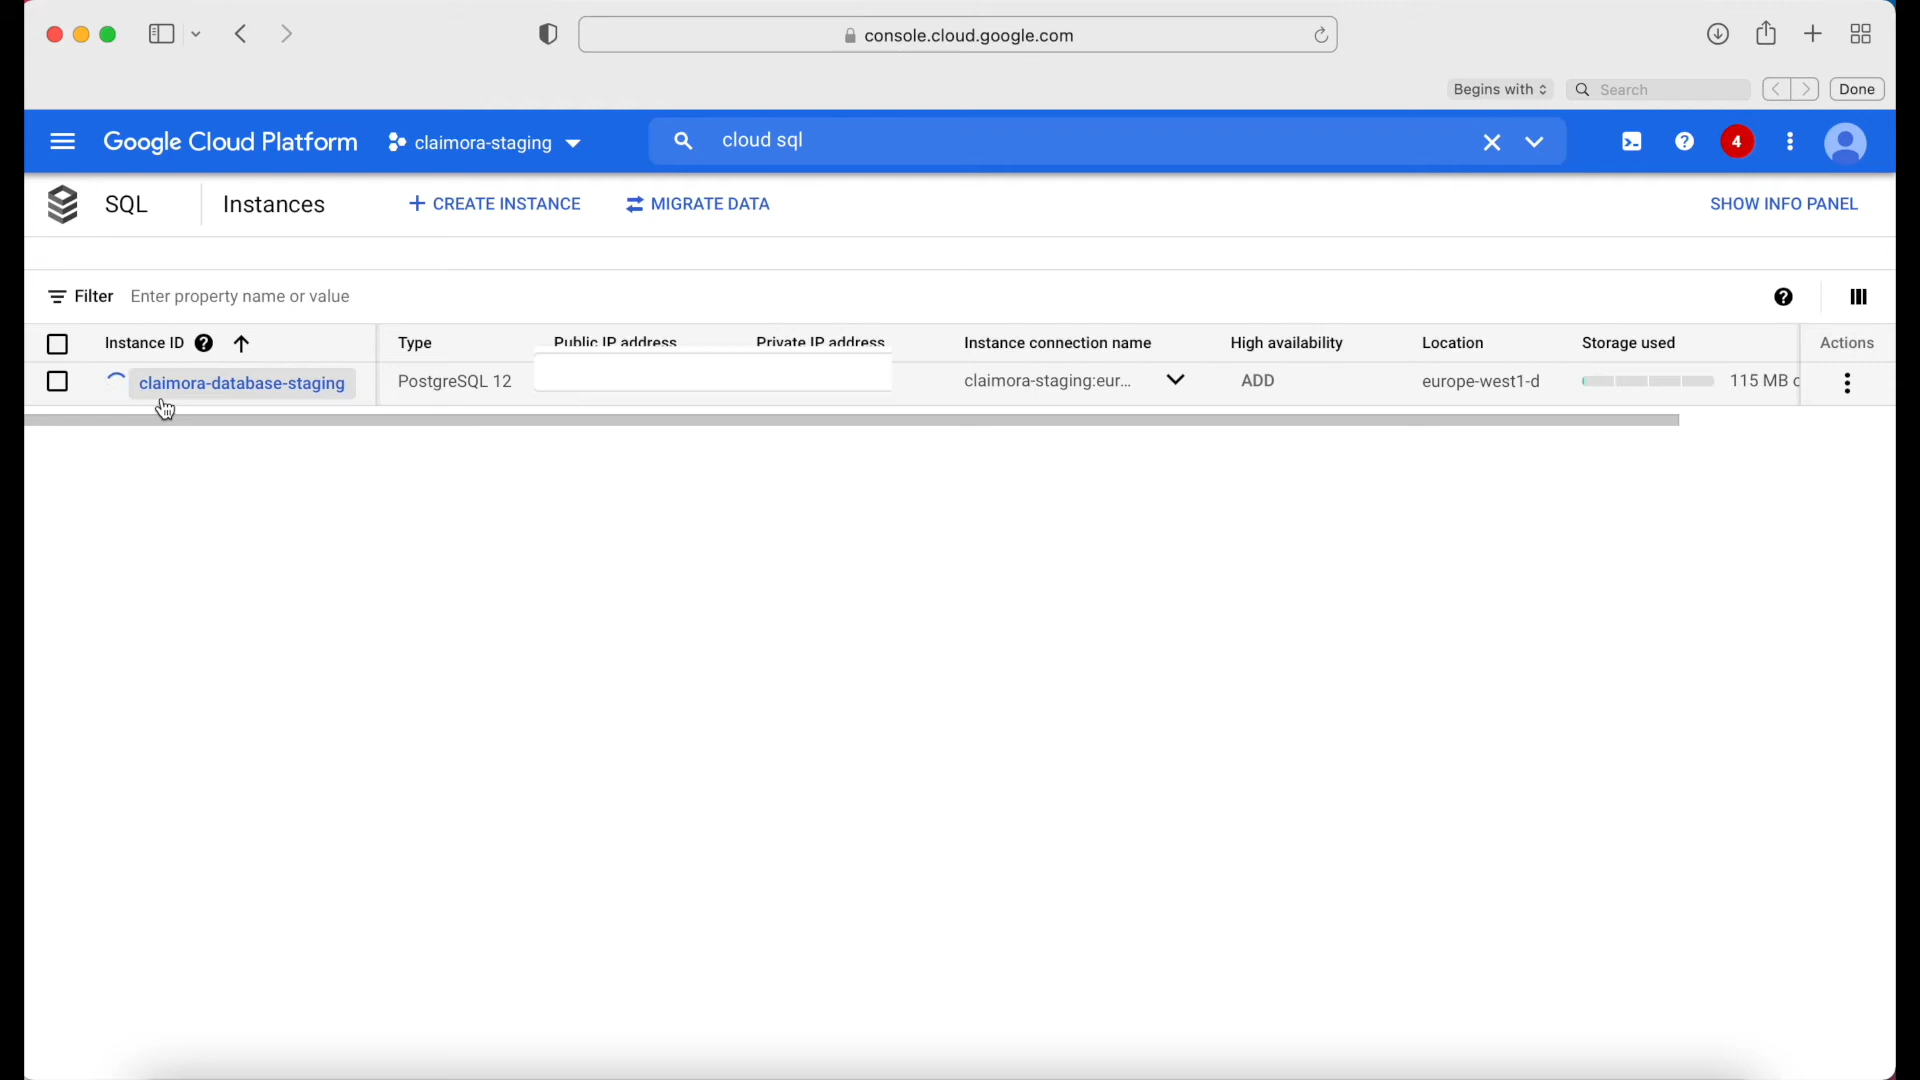 console.cloud.google.com
Begins with
Search
Done
Google Cloud Platform
claimora-staging
cloud sql
4
SQL
Instances
CREATE INSTANCE
MIGRATE DATA
SHOW INFO PANEL
Filter
Enter property name or value
Instance ID
Type
Public IP address
Private IP address
Instance connection name
High availability
Location
Storage used
Actions
claimora-database-staging
PostgreSQL 12
claimora-staging:eur...
ADD
europe-west1-d
115 MB